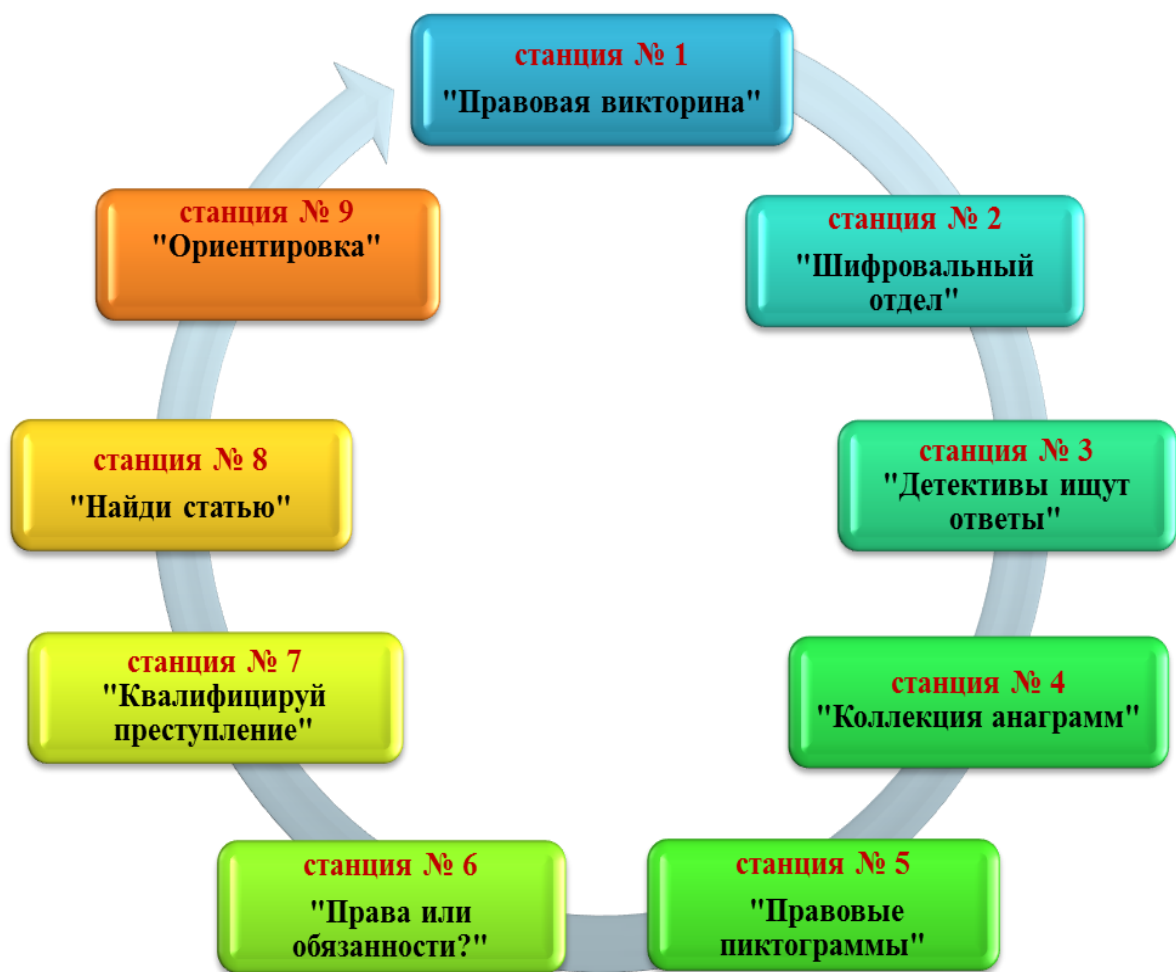 станция № 1
"Правовая викторина"
станция № 2
"Шифровальный
отдел"
станция № 3
"Детективы ищут
ответы"
станция № 4
"Коллекция анаграмм"
станция № 5
"Правовые
пиктограммы"
станция № 6
"Права или
обязанности?"
станция № 7
"Квалифицируй
преступление"
станция № 8
"Найди статью"
станция № 9
"Ориентировка"